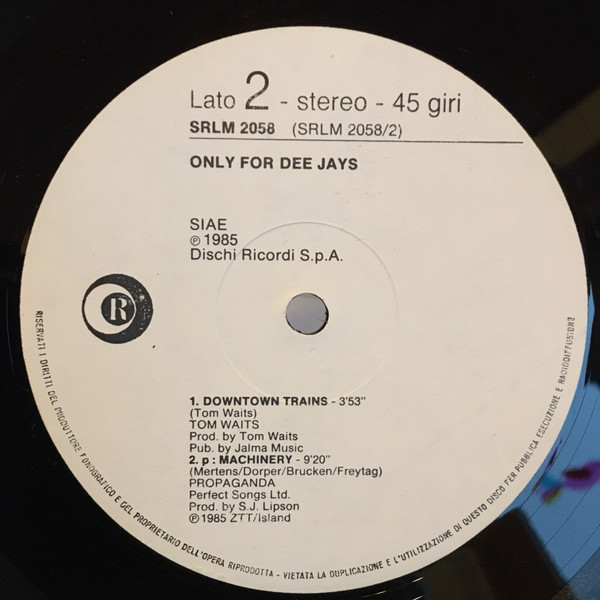 Lato 2 - stereo - 45 giri
SRLM 2058 (SRLM 2058/2)
ONLY FOR DEE JAYS
SIAE
℗ 1985
Dischi Ricordi S.p.A.
R
1. DOWNTOWN TRAINS - 3'53"
(Tom Waits)
TOM WAITS
Prod. by Tom Waits
Pub. by Jalma Music
2. p: MACHINERY - 9'20"
(Mertens/Dorper/Brucken/Freytag)
PROPAGANDA
Perfect Songs Ltd.
Prod. by S.J. Lipson
℗ 1985 ZTT/Island
RISERVATI I DIRITTI DEL PRODUTTORE FONOGRAFICO E DEL PROPRIETARIO DELL'OPERA RIPRODOTTA - VIETATA LA DUPLICAZIONE E L'UTILIZZAZIONE DI QUESTO DISCO PER PUBBLICA ESECUZIONE E RADIODIFFUSIONE